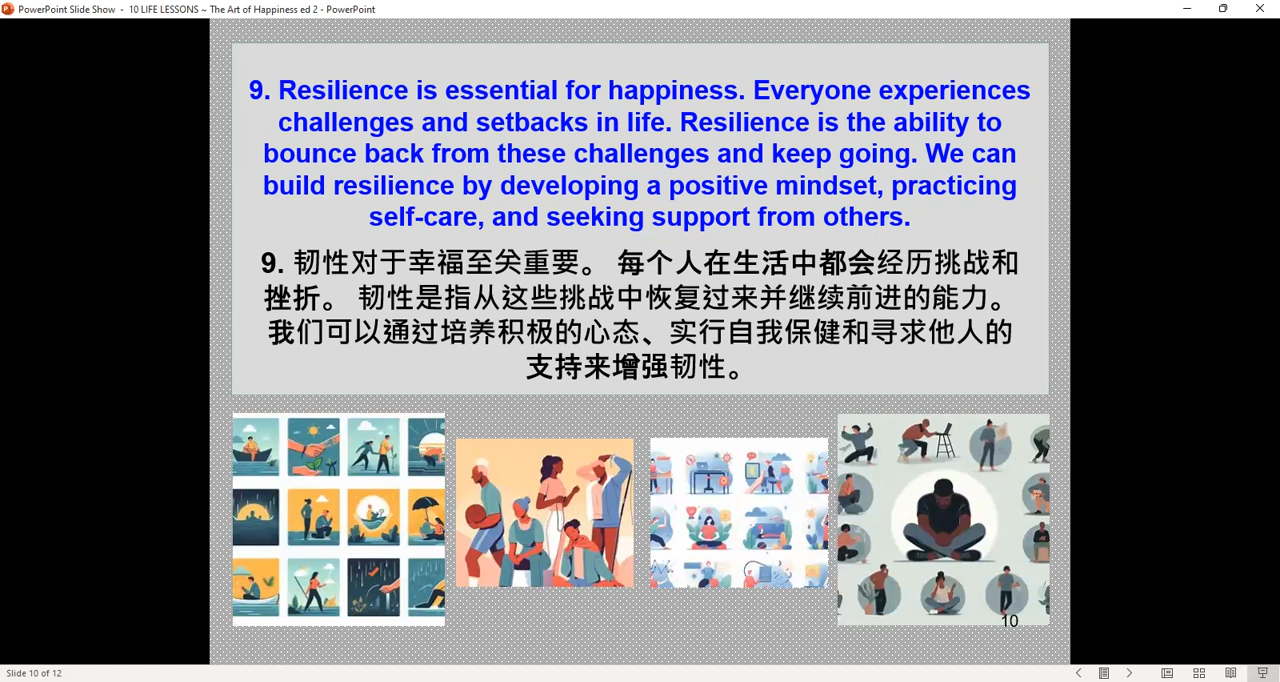 PowerPoint Slide Show - 10 LIFE LESSONS ~ The Art of Happiness ed 2 - PowerPoint
9. Resilience is essential for happiness. Everyone experiences
challenges and setbacks in life. Resilience is the ability to
bounce back from these challenges and keep going. We can
build resilience by developing a positive mindset, practicing
self-care, and seeking support from others.
9. 韧性对于幸福至关重要。 每个人在生活中都会经历挑战和
挫折。 韧性是指从这些挑战中恢复过来并继续前进的能力。
我们可以通过培养积极的心态、实行自我保健和寻求他人的
支持来增强韧性。
10
Slide 10 of 12